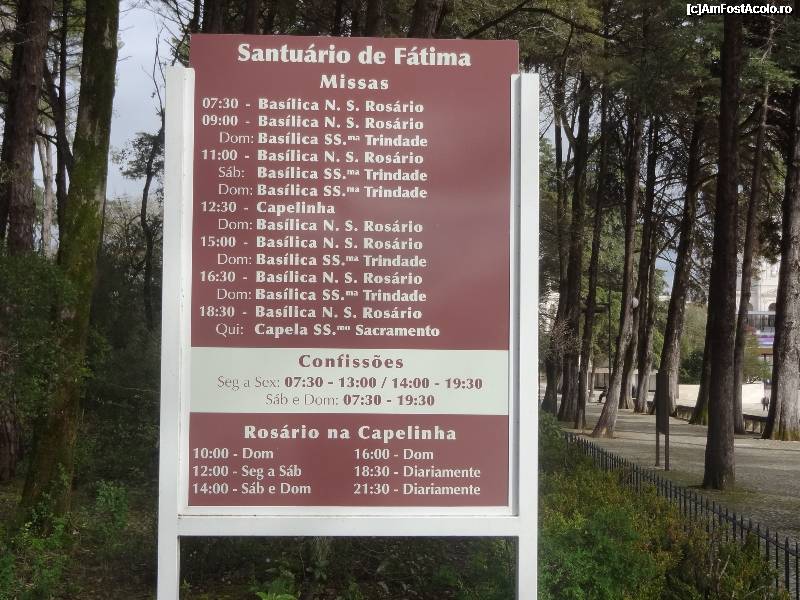 (c)AmFostAcolo.ro
Santuário de Fátima
Missas
07:30 - Basílica N. S. Rosário
09:00 - Basílica N. S. Rosário
Dom: Basílica SS.ma Trindade
11:00 - Basílica N. S. Rosário
Sáb: Basílica SS.ma Trindade
Dom: Basílica SS.ma Trindade
12:30 - Capelinha
Dom: Basílica N. S. Rosário
15:00 - Basílica N. S. Rosário
Dom: Basílica SS.ma Trindade
16:30 - Basílica N. S. Rosário
Dom: Basílica SS.ma Trindade
18:30 - Basílica N. S. Rosário
Qui: Capela SS.mo Sacramento
Confissões
Seg a Sex: 07:30 - 13:00 / 14:00 - 19:30
Sáb e Dom: 07:30 - 19:30
Rosário na Capelinha
10:00 - Dom 16:00 - Dom
12:00 - Seg a Sáb 18:30 - Diariamente
14:00 - Sáb e Dom 21:30 - Diariamente